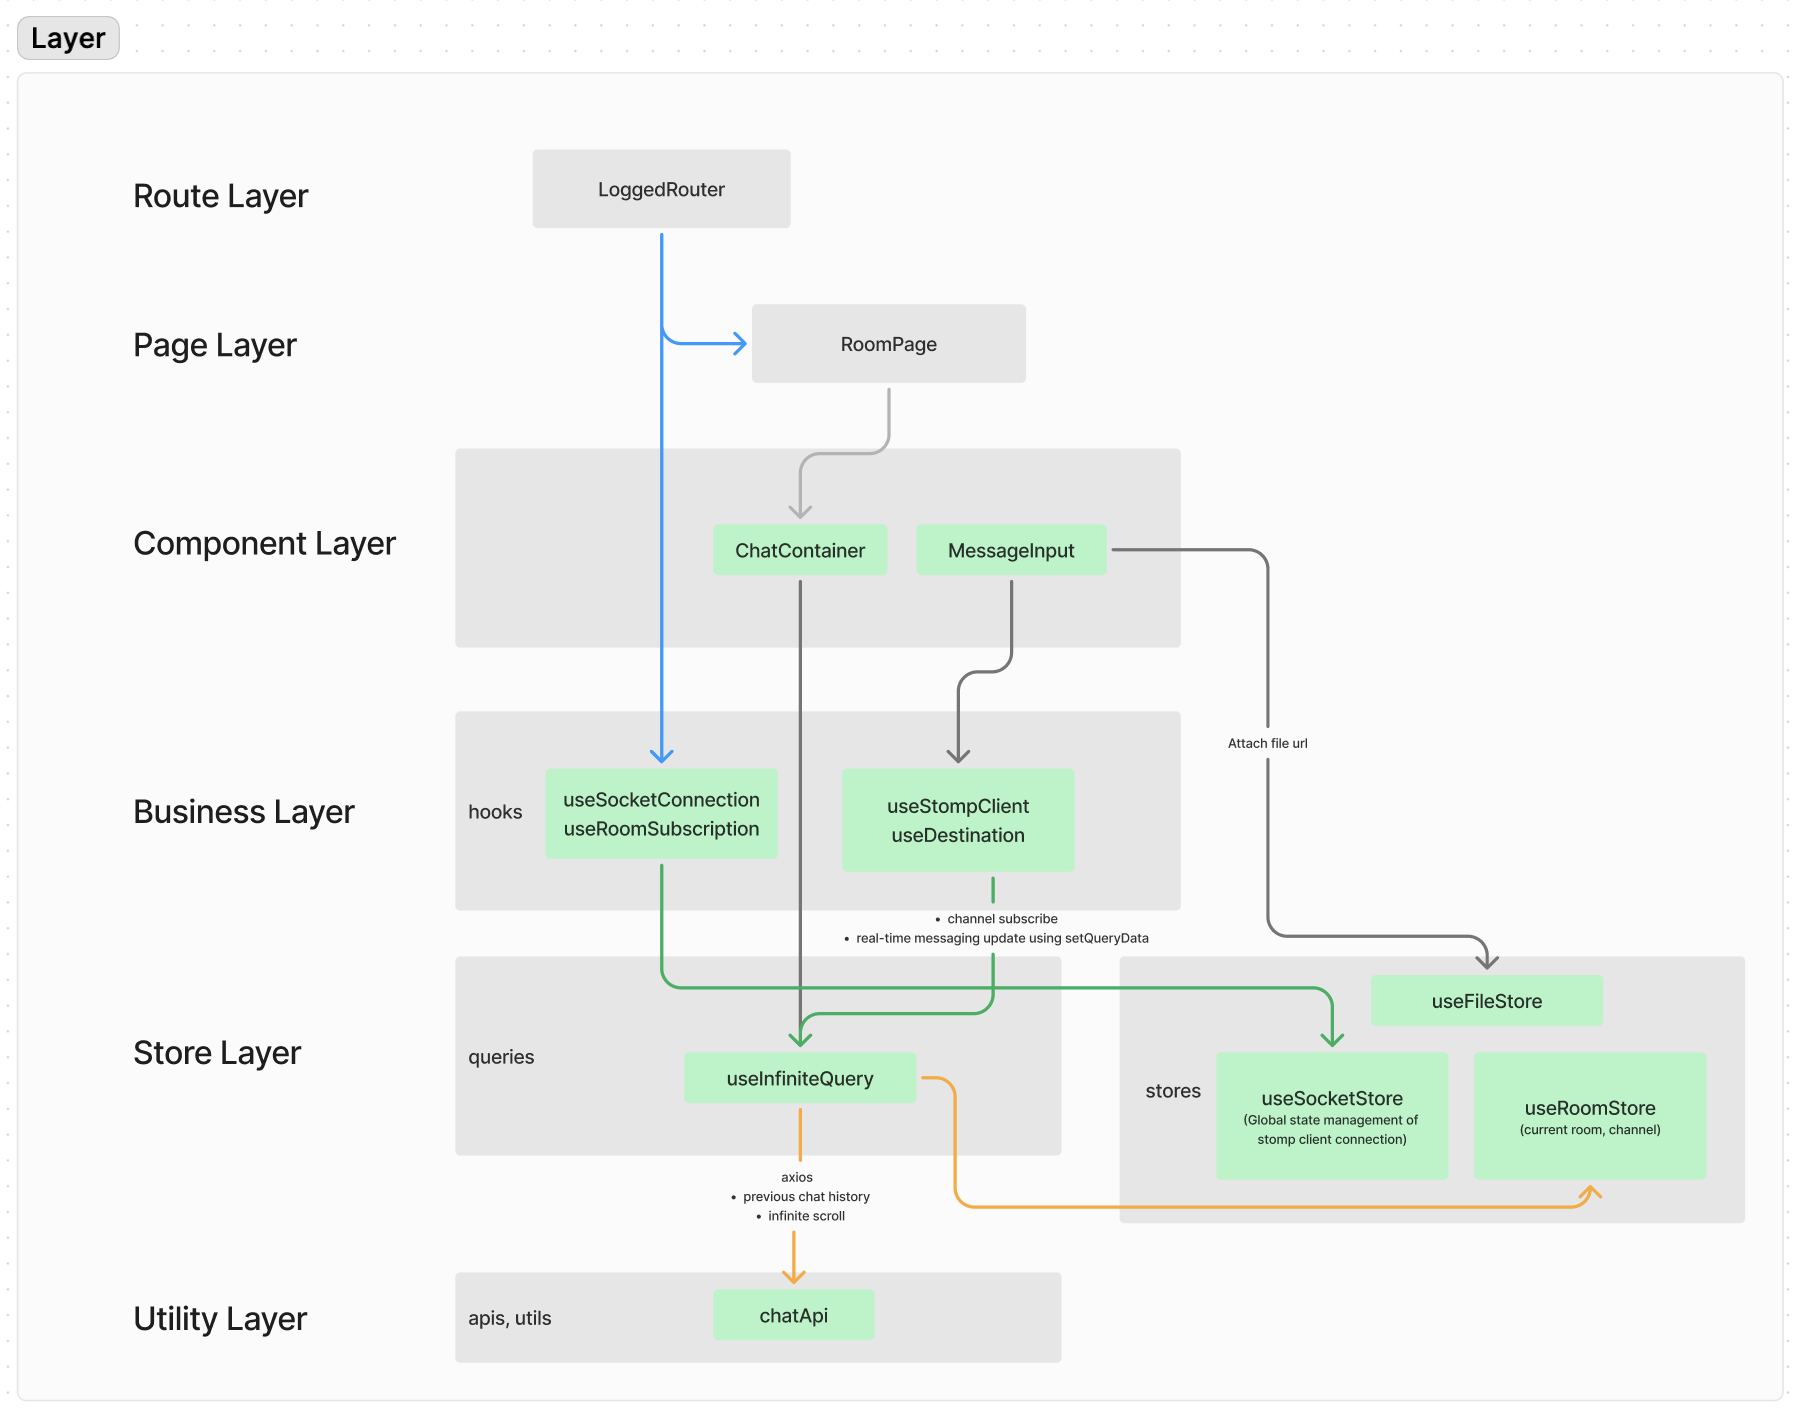 Layer
Route Layer
LoggedRouter
Page Layer
RoomPage
Component Layer
ChatContainer
MessageInput
Attach file url
Business Layer
hooks
useSocketConnection
useRoomSubscription
useStompClient
useDestination
• channel subscribe
• real-time messaging update using setQueryData
Store Layer
queries
useInfiniteQuery
stores
useFileStore
useSocketStore
(Global state management of
stomp client connection)
useRoomStore
(current room, channel)
axios
• previous chat history
• infinite scroll
Utility Layer
apis, utils
chatApi